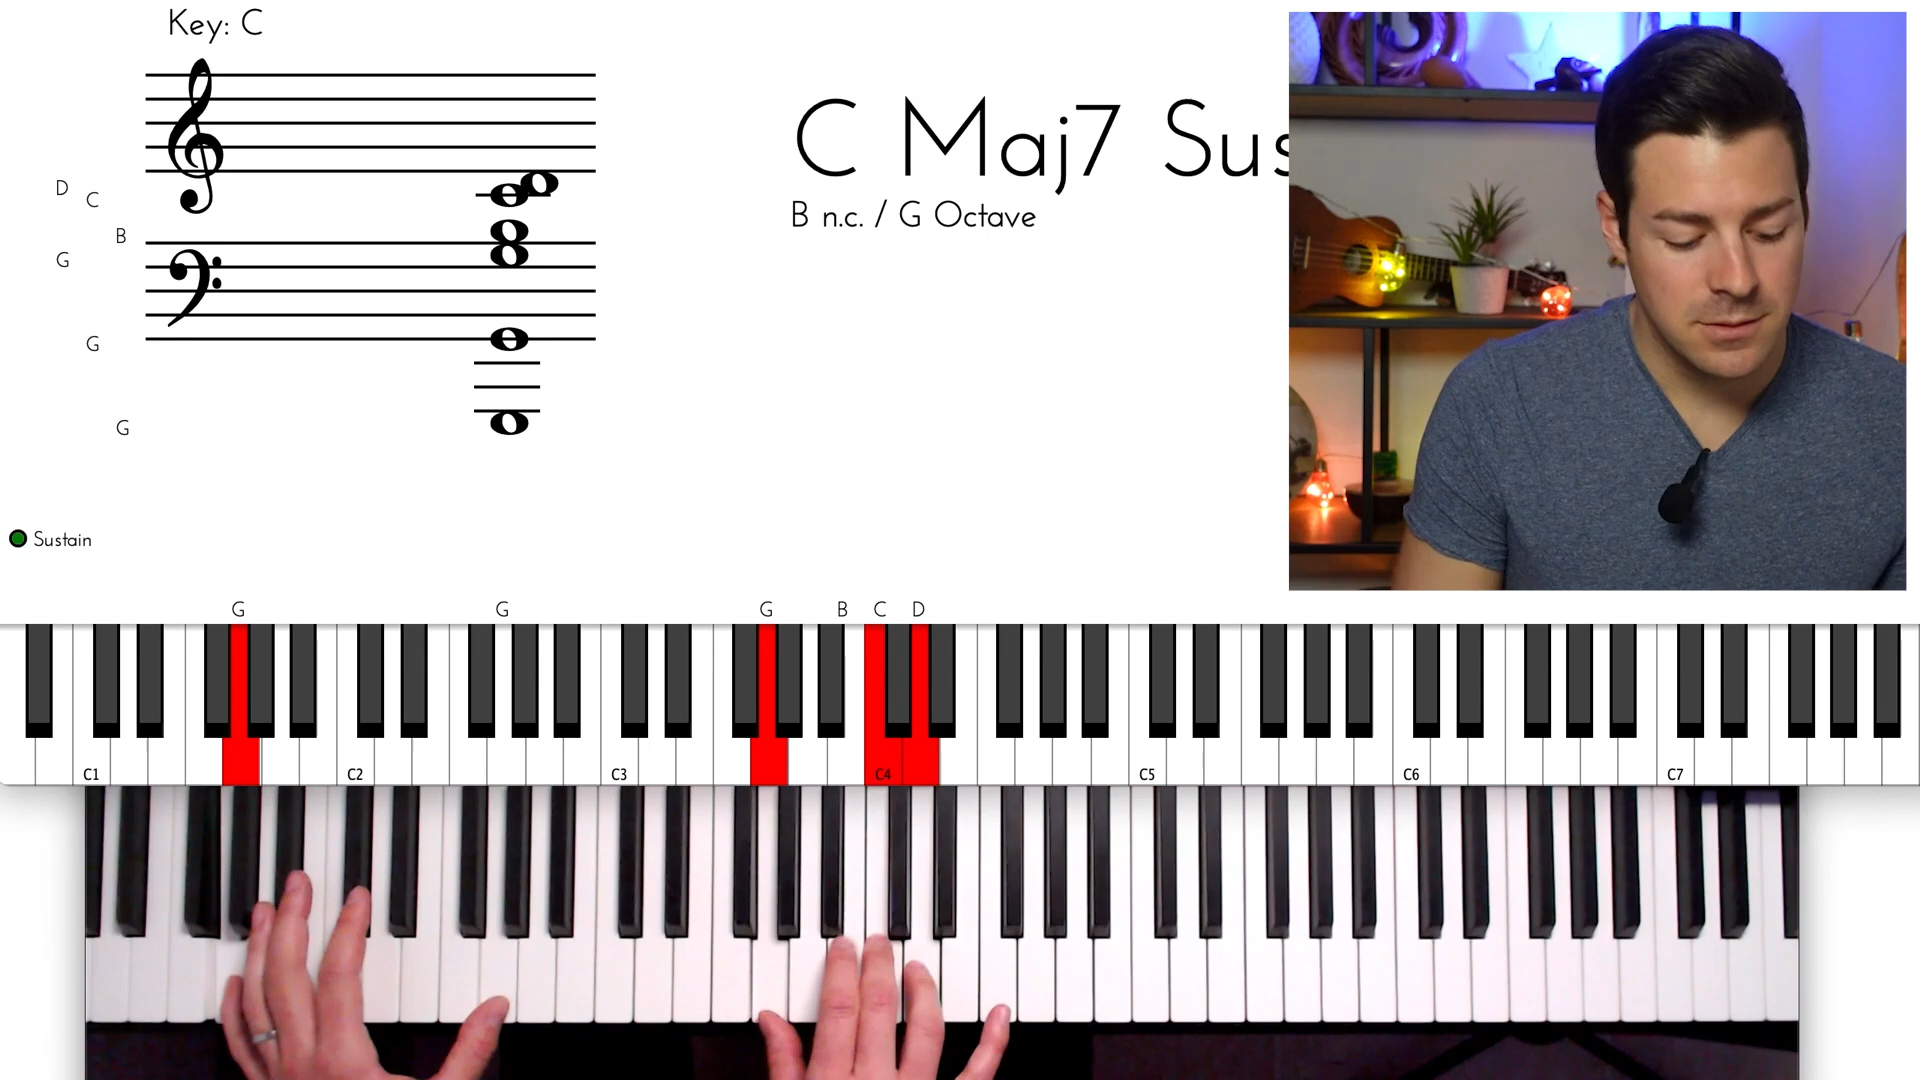 Key: C
C Maj7 Sus
B n.c. / G Octave
D
C
B
G
G
G
Sustain
G G G B C D
C1 C2 C3 C4 C5 C6 C7